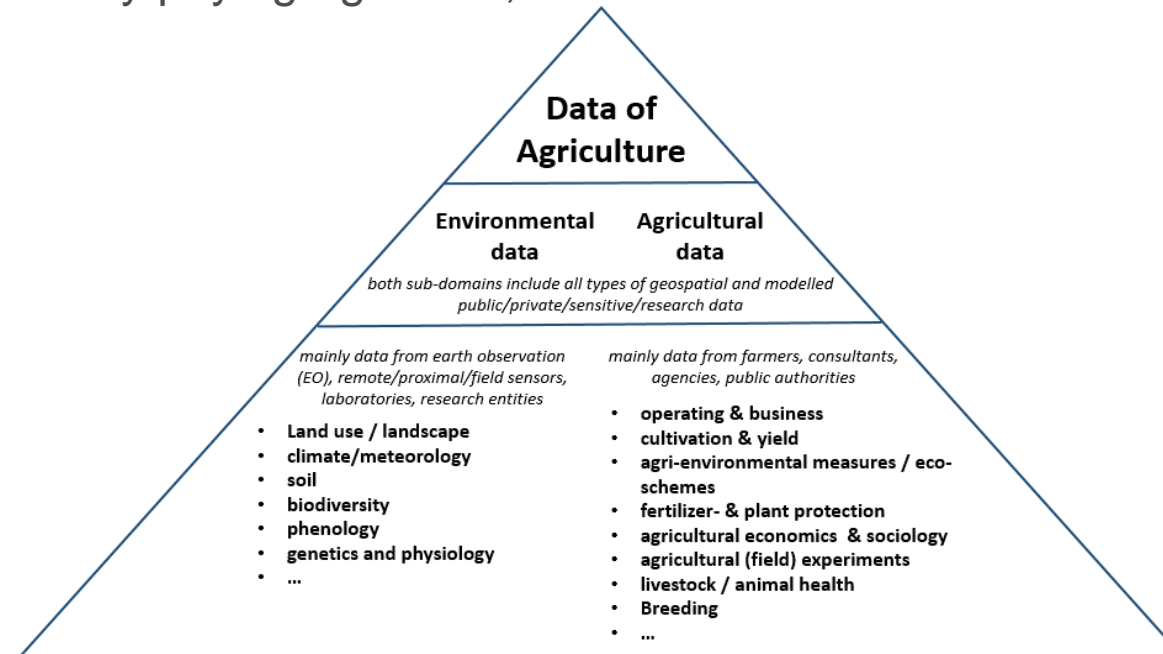 Data of
Agriculture
Environmental
data
Agricultural
data
both sub-domains include all types of geospatial and modelled
public/private/sensitive/research data
mainly data from earth observation
(EO), remote/proximal/field sensors,
laboratories, research entities
• Land use / landscape
• climate/meteorology
• soil
• biodiversity
• phenology
• genetics and physiology
• ...
mainly data from farmers, consultants,
agencies, public authorities
• operating & business
• cultivation & yield
• agri-environmental measures / eco-
schemes
• fertilizer- & plant protection
• agricultural economics & sociology
• agricultural (field) experiments
• livestock / animal health
• Breeding
• ...